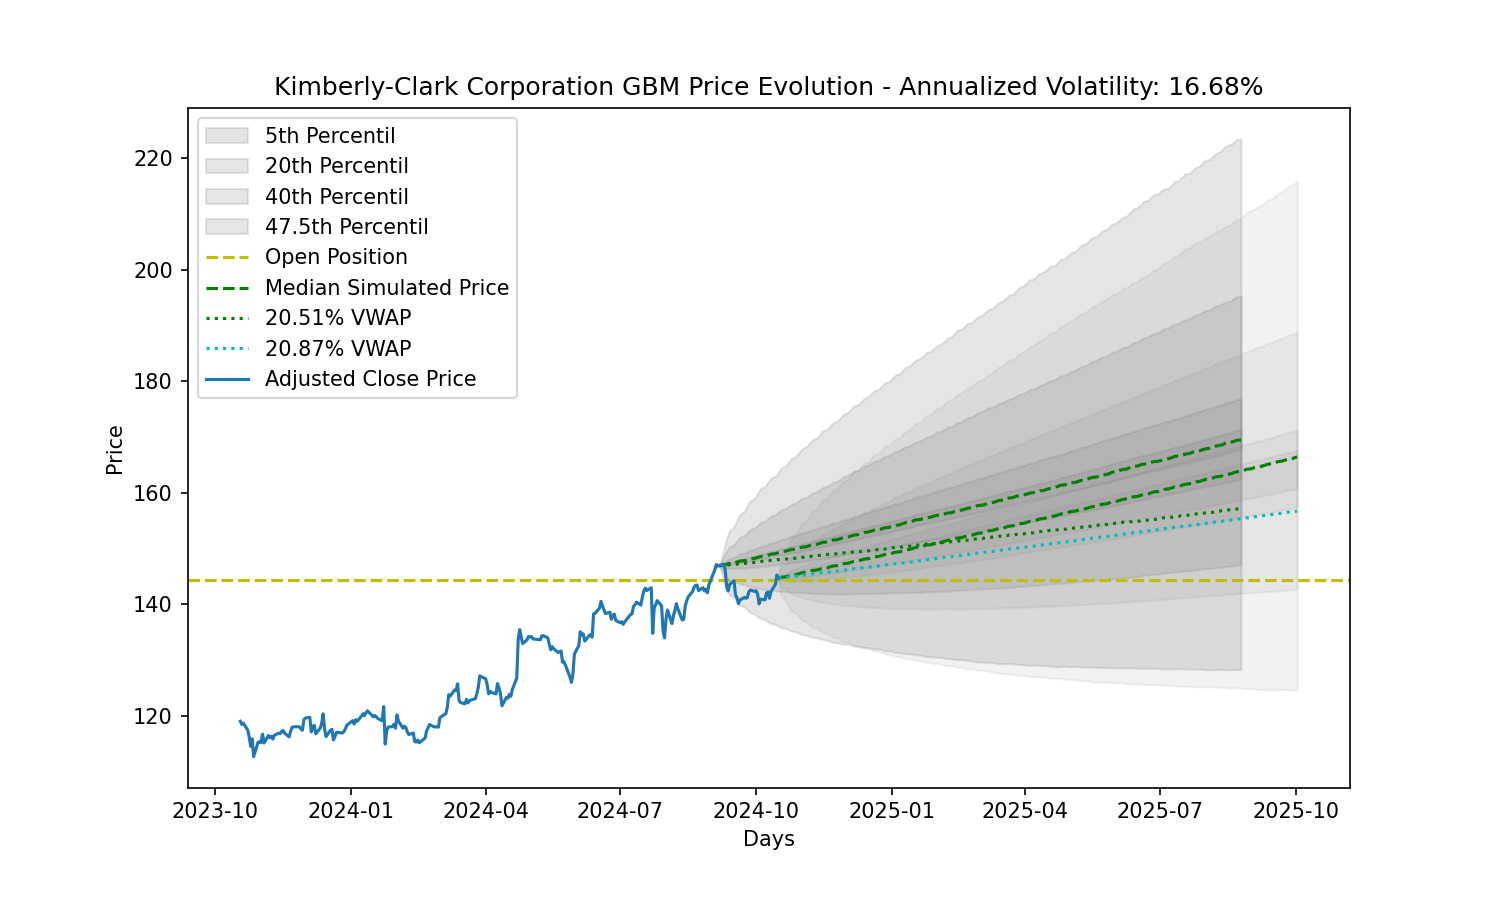 Kimberly-Clark Corporation GBM Price Evolution - Annualized Volatility: 16.68%
5th Percentil
20th Percentil
40th Percentil
47.5th Percentil
Open Position
Median Simulated Price
20.51% VWAP
20.87% VWAP
Adjusted Close Price
Price
220
200
180
160
140
120
2023-10
2024-01
2024-04
2024-07
2024-10
2025-01
2025-04
2025-07
2025-10
Days